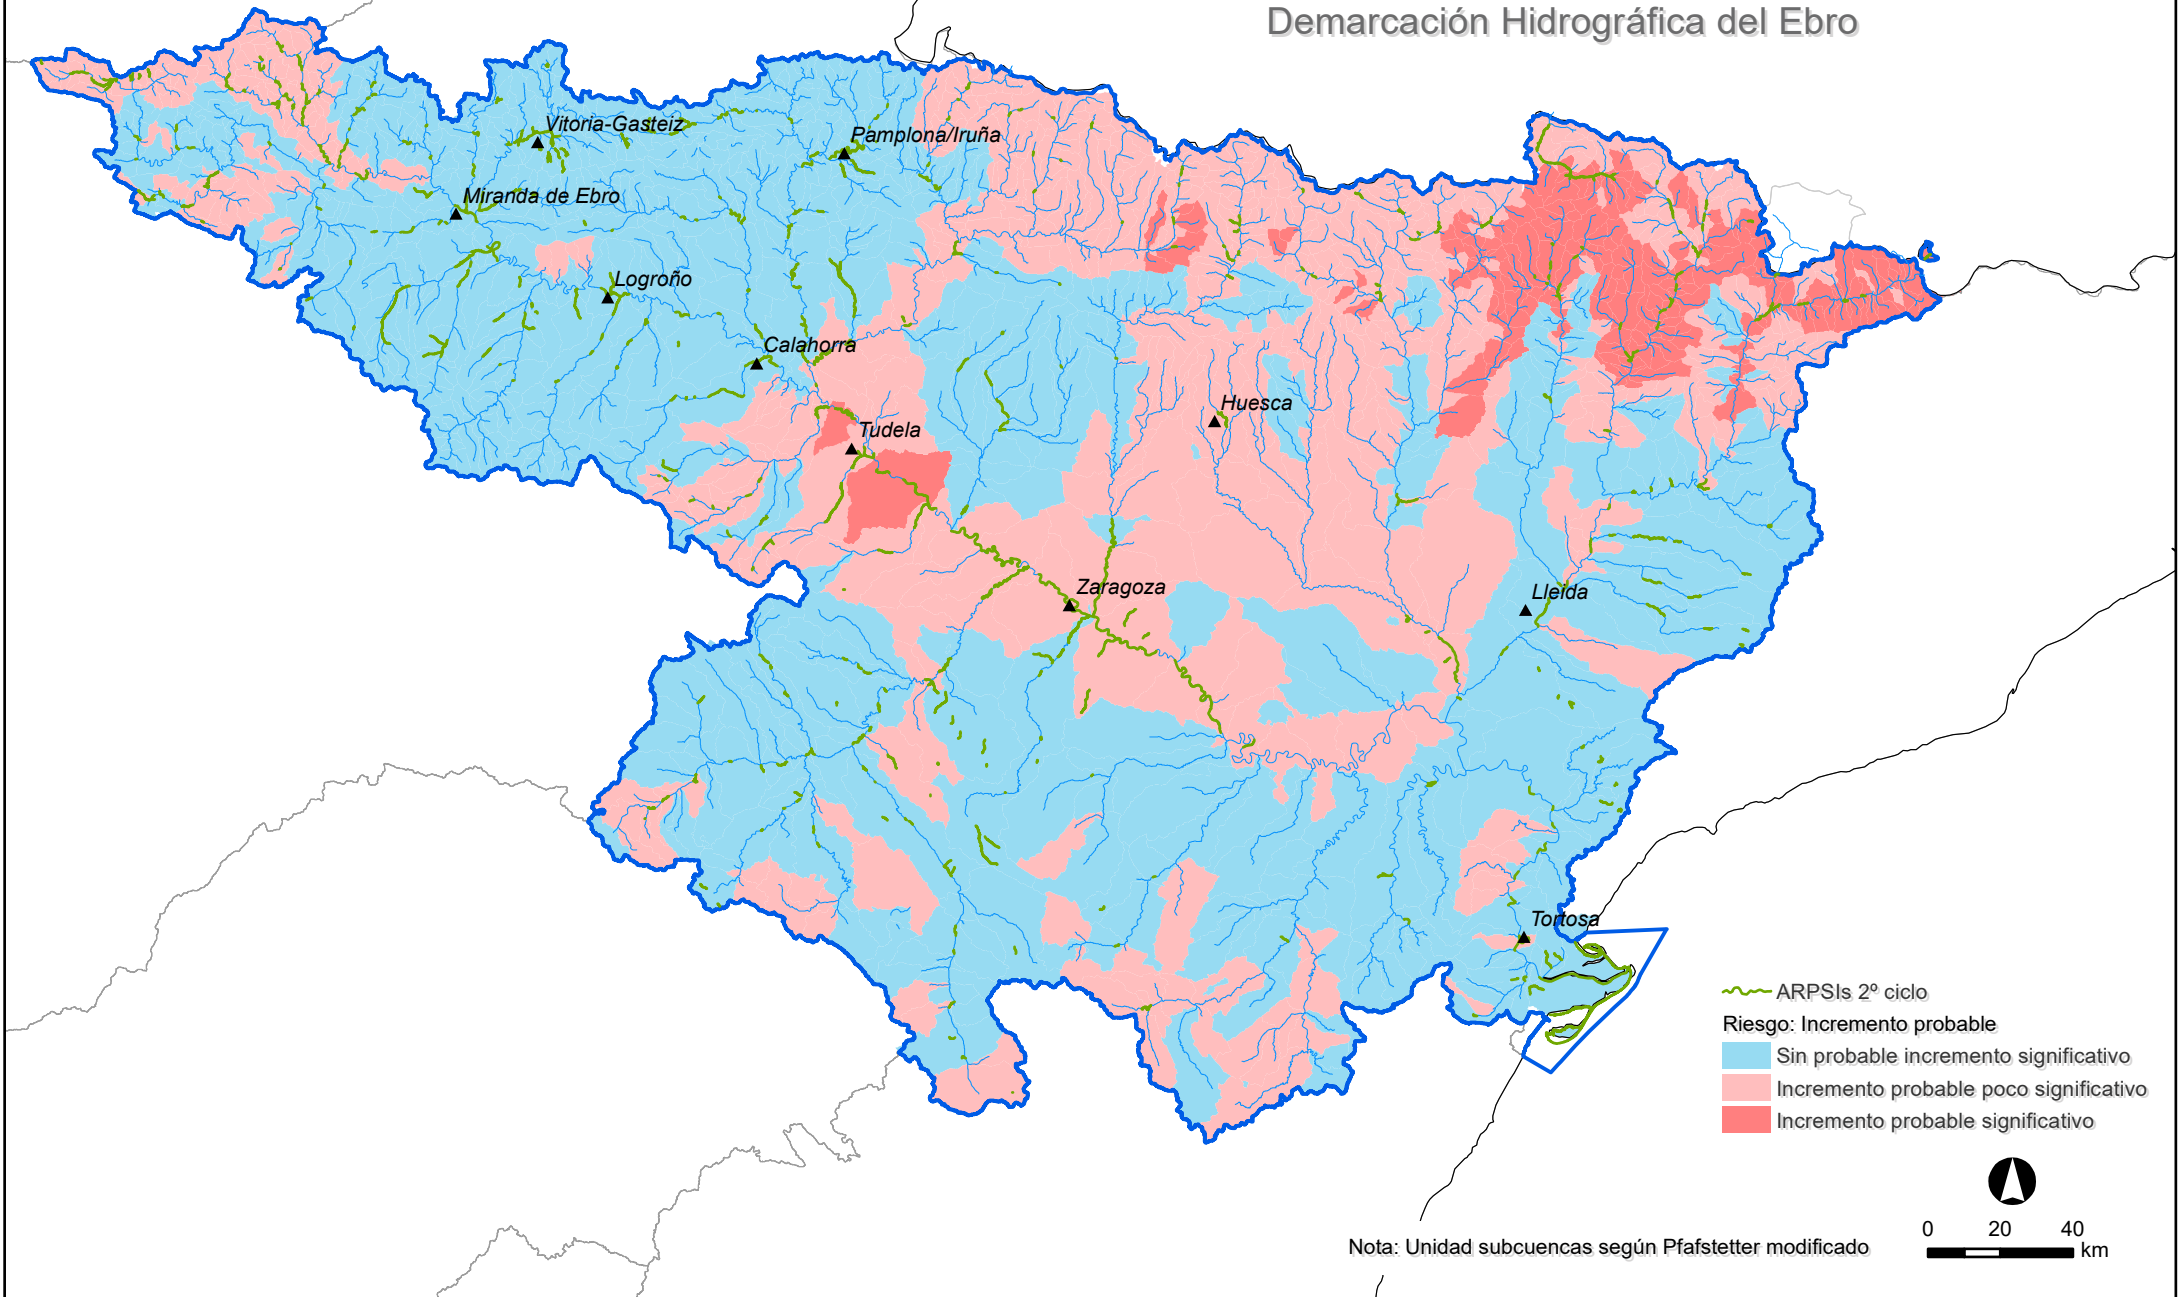 Demarcación Hidrográfica del Ebro
Vitoria-Gasteiz
Pamplona/Iruña
Miranda de Ebro
Logroño
Calahorra
Huesca
Tudela
Zaragoza
Lleida
Tortosa
ARPSIs 2º ciclo
Riesgo: Incremento probable
Sin probable incremento significativo
Incremento probable poco significativo
Incremento probable significativo
0 20 40
km
Nota: Unidad subcuencas según Pfafstetter modificado